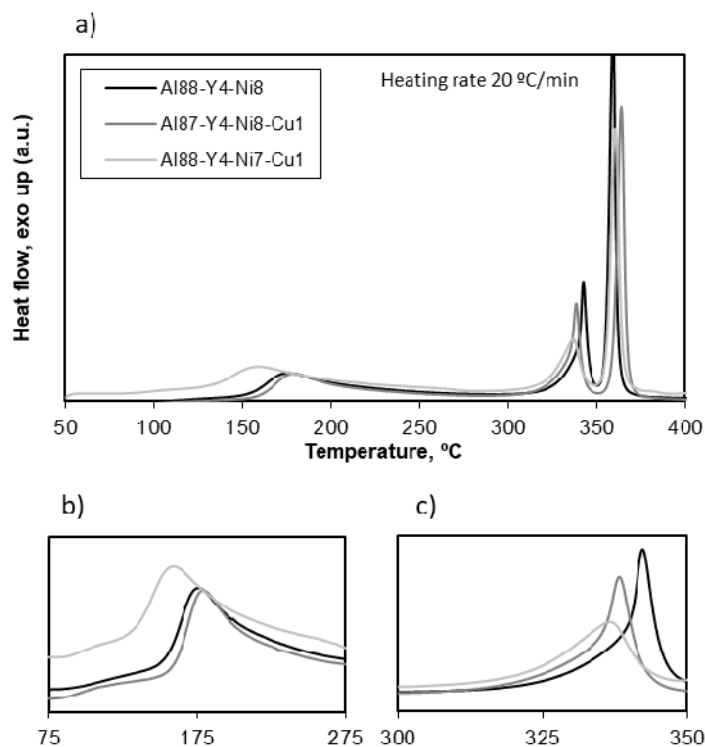 a)
Al88-Y4-Ni8
Al87-Y4-Ni8-Cu1
Al88-Y4-Ni7-Cu1
Heating rate 20 ºC/min
Heat flow, exo up (a.u.)
50 100 150 200 250 300 350 400
Temperature, ºC
b)
75 175 275
c)
300 325 350